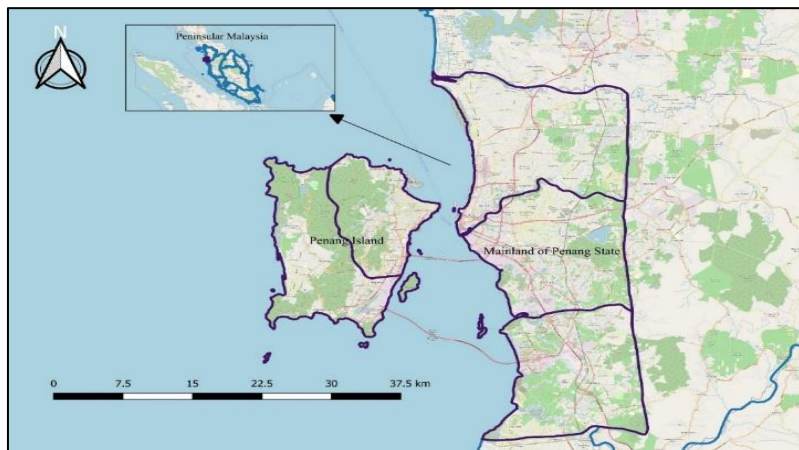 N
Peninsular Malaysia
Penang Island
Mainland of Penang State
0 7.5 15 22.5 30 37.5 km